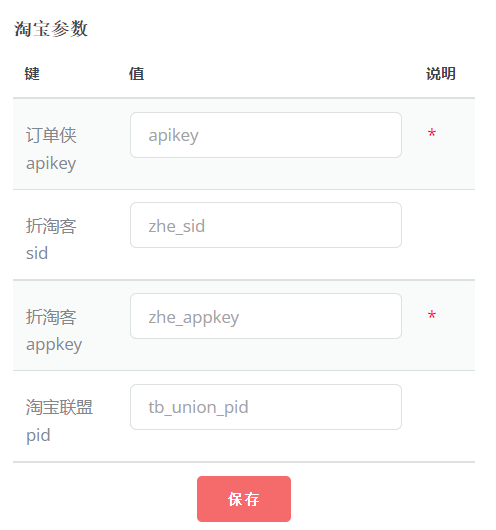 淘宝参数
键 值 说明
订单侠 apikey *
apikey
折淘客 zhe_sid
sid
折淘客 zhe_appkey *
appkey
淘宝联盟 tb_union_pid
pid
保存